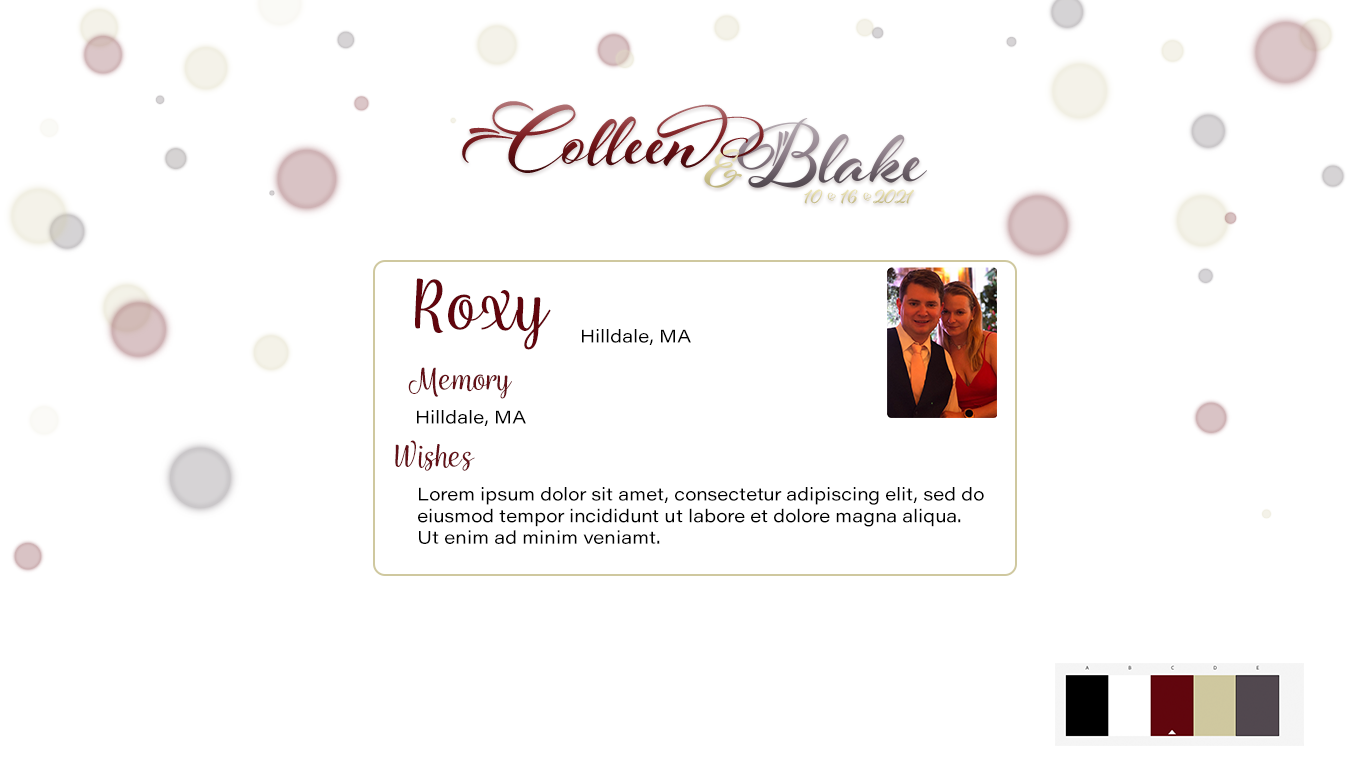 Colleen & Blake
10 ♥ 16 ♥ 2021
Roxy
Hilldale, MA
Memory
Hilldale, MA
Wishes
Lorem ipsum dolor sit amet, consectetur adipiscing elit, sed do
eiusmod tempor incididunt ut labore et dolore magna aliqua.
Ut enim ad minim veniamt.
A B C D E